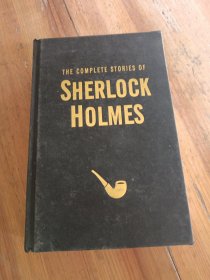 THE COMPLETE STORIES OF
SHERLOCK
HOLMES